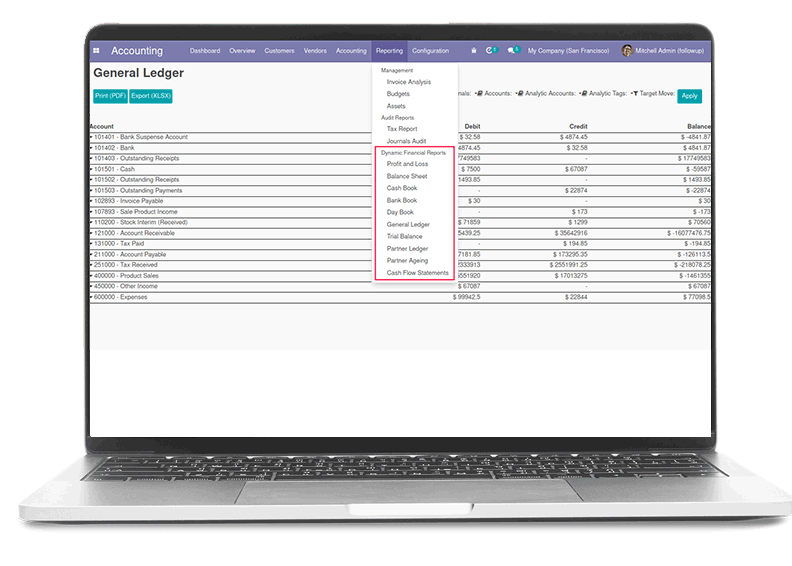 Accounting Dashboard Overview Customers Vendors Accounting Reporting Configuration My Company (San Francisco) Mitchell Admin (followup)
General Ledger
Print (PDF) Export (XLSX)
Accounts: Analytic Accounts: Analytic Tags: Target Move: Apply
Management
Invoice Analysis
Budgets
Assets
Audit Reports
Tax Report
Journals Audit
Dynamic Financial Reports
Profit and Loss
Balance Sheet
Cash Book
Bank Book
Day Book
General Ledger
Trial Balance
Partner Ledger
Partner Ageing
Cash Flow Statements
Account Debit Credit Balance
101401 - Bank Suspense Account $ 32.58 $ 4874.45 $ -4841.87
101402 - Bank 4874.45 $ 32.58 $ 4841.87
101403 - Outstanding Receipts 7749583 - $ 17749583
101501 - Cash $ 7500 $ 67087 $ -59587
101502 - Outstanding Receipts 1493.85 - $ 1493.85
101503 - Outstanding Payments - $ 22874 $ -22874
102893 - Invoice Payable $ 30 - $ 30
107893 - Sale Product Income - $ 173 $ -173
110200 - Stock Interim (Received) $ 71859 $ 1299 $ 70560
121000 - Account Receivable 5439.25 $ 35642916 $ -16077476.75
131000 - Tax Paid - $ 194.85 $ -194.85
211000 - Account Payable 7181.85 $ 173295.35 $ -126113.5
251000 - Tax Received 2333913 $ 2551991.25 $ -218078.25
400000 - Product Sales 5551920 $ 17013275 $ -1461355
450000 - Other Income $ 67087 - $ 67087
600000 - Expenses $ 99942.5 $ 22844 $ 77098.5